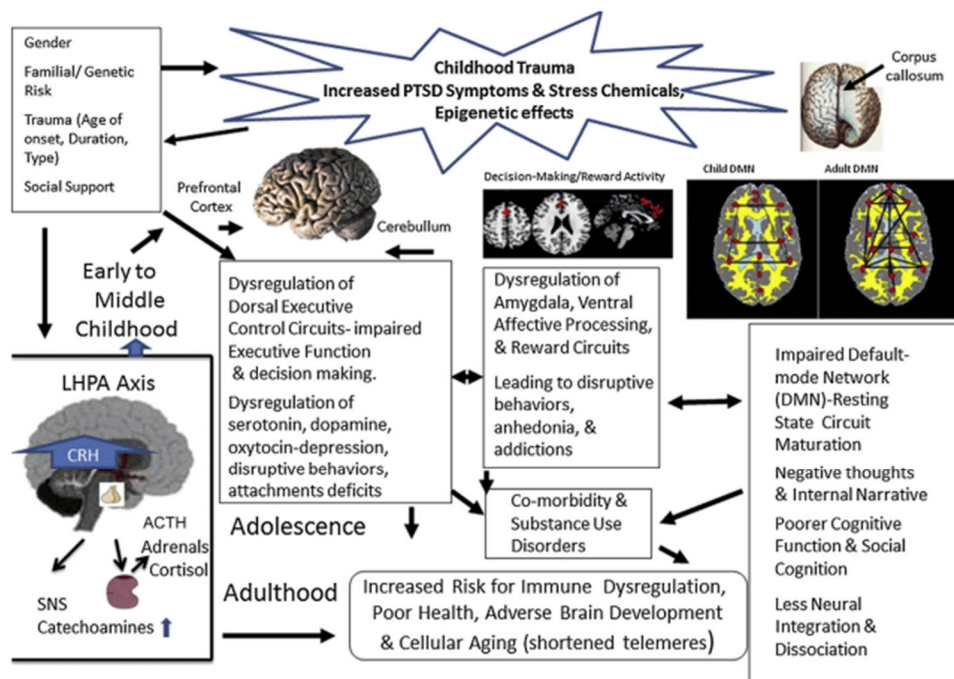 Gender
Familial/ Genetic
Risk
Trauma (Age of
onset, Duration,
Type)
Social Support
Childhood Trauma
Increased PTSD Symptoms & Stress Chemicals,
Epigenetic effects
Corpus
callosum
Prefrontal
Cortex
Cerebellum
Decision-Making/Reward Activity
Child DMN
Adult DMN
Early to
Middle
Childhood
Dysregulation of
Dorsal Executive
Control Circuits- impaired
Executive Function
& decision making.
Dysregulation of
serotonin, dopamine,
oxytocin-depression,
disruptive behaviors,
attachments deficits
Dysregulation of
Amygdala, Ventral
Affective Processing,
& Reward Circuits
Leading to disruptive
behaviors,
anhedonia, &
addictions
Impaired Default-
mode Network
(DMN)-Resting
State Circuit
Maturation
Negative thoughts
& Internal Narrative
Poorer Cognitive
Function & Social
Cognition
Less Neural
Integration &
Dissociation
LHPA Axis
CRH
ACTH
Adrenals
Cortisol
SNS
Catechoamines
Adolescence
Co-morbidity &
Substance Use
Disorders
Adulthood
Increased Risk for Immune Dysregulation,
Poor Health, Adverse Brain Development
& Cellular Aging (shortened telemeres)